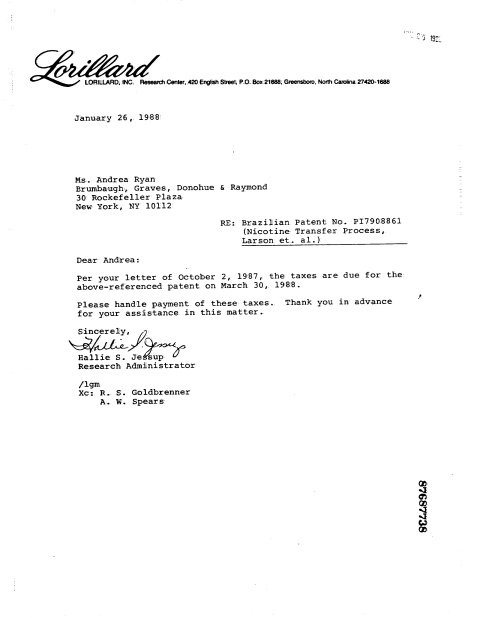 Lorillard
LORILLARD, INC. Research Center, 420 English Street, P.O. Box 21688; Greensboro, North Carolina 27420-1688
January 26, 1988
Ms. Andrea Ryan
Brumbaugh, Graves, Donohue & Raymond
30 Rockefeller Plaza
New York, NY 10112
RE: Brazilian Patent No. PI7908861
(Nicotine Transfer Process,
Larson et. al.)
Dear Andrea:
Per your letter of October 2, 1987, the taxes are due for the
above-referenced patent on March 30, 1988.
Please handle payment of these taxes. Thank you in advance
for your assistance in this matter.
Sincerely,
Hallie S. Jessup
Hallie S. Jessup
Research Administrator
/lgm
Xc: R. S. Goldbrenner
A. W. Spears
87687738